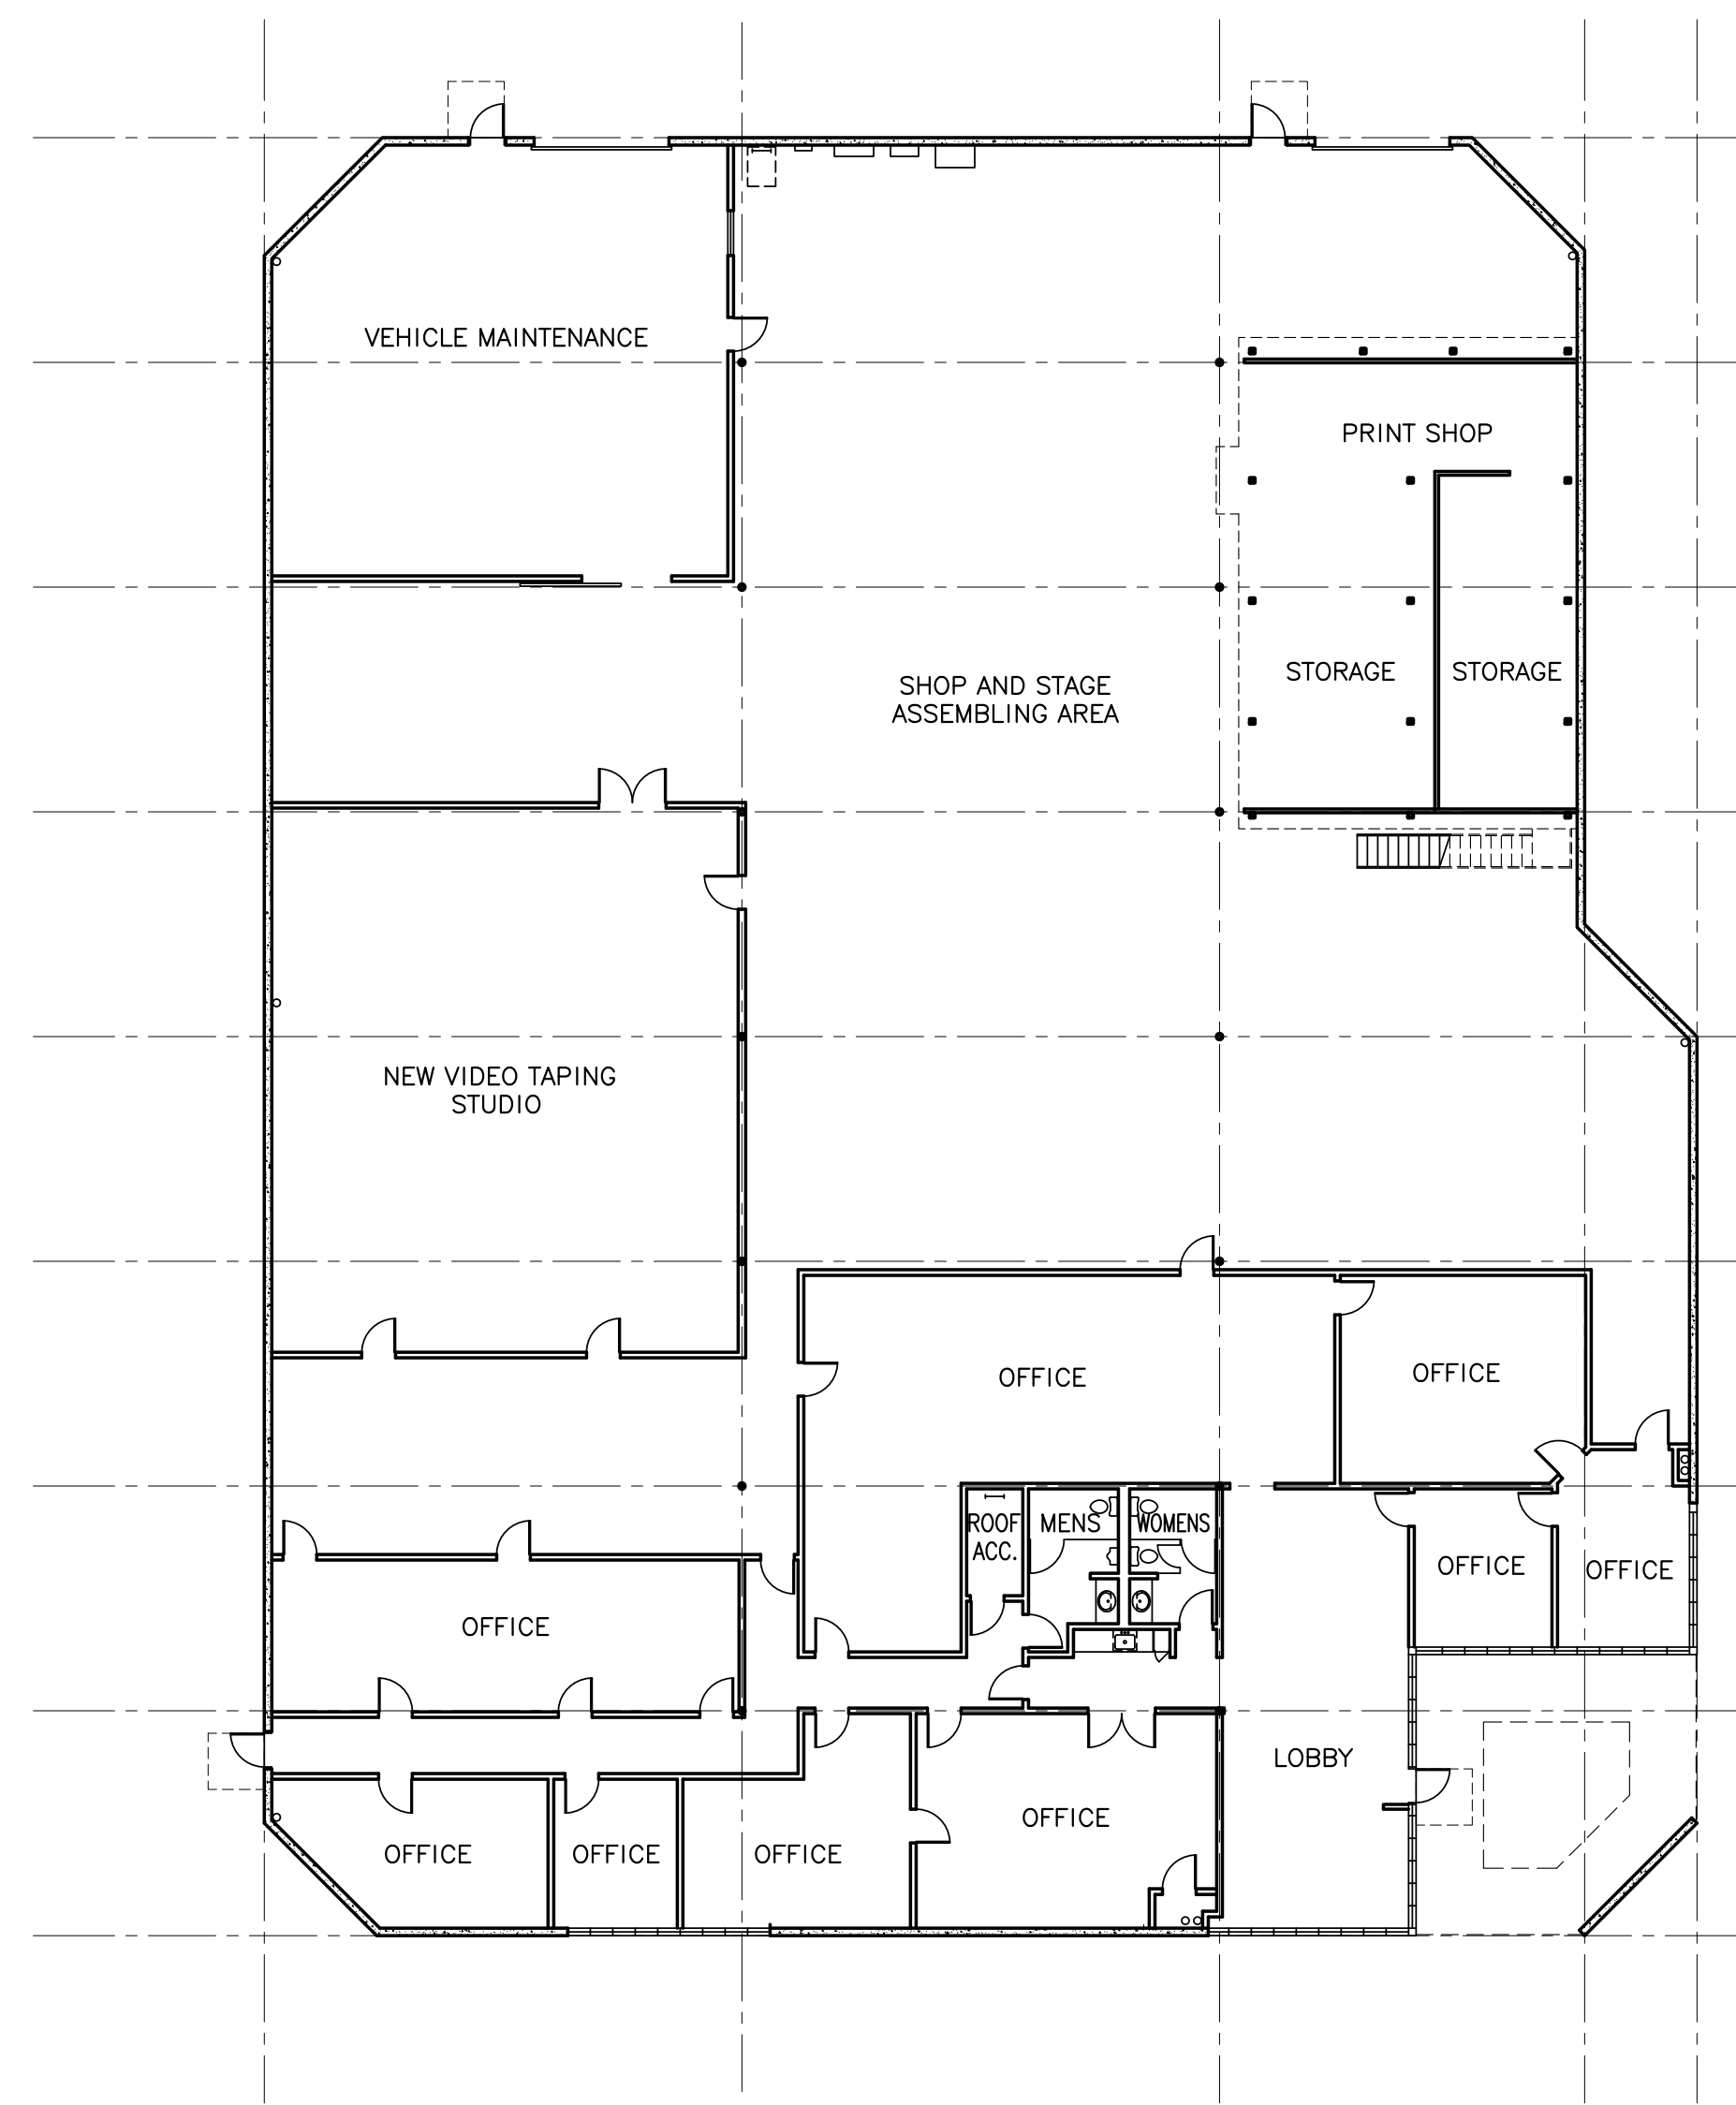 VEHICLE MAINTENANCE
PRINT SHOP
STORAGE
STORAGE
SHOP AND STAGE
ASSEMBLING AREA
NEW VIDEO TAPING
STUDIO
OFFICE
OFFICE
ROOF
ACC.
MENS
WOMENS
OFFICE
OFFICE
OFFICE
LOBBY
OFFICE
OFFICE
OFFICE
OFFICE